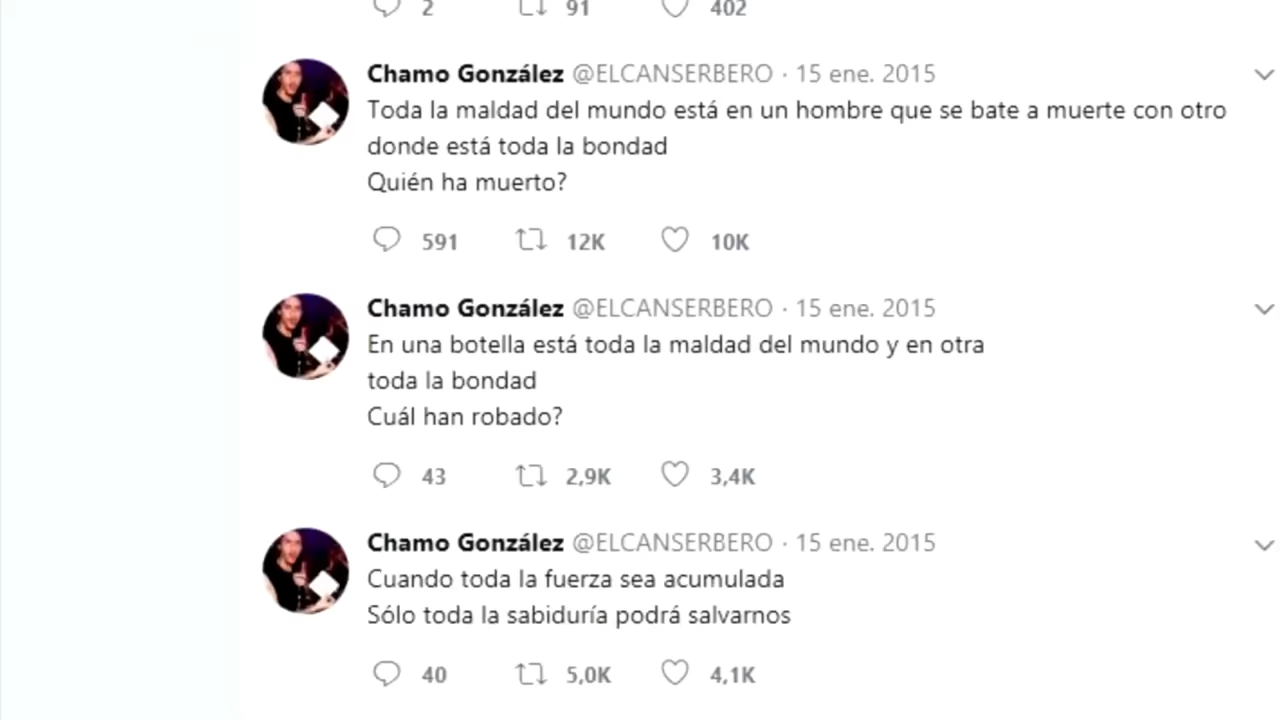 2 91 402
Chamo González @ELCANSERBERO · 15 ene. 2015
Toda la maldad del mundo está en un hombre que se bate a muerte con otro
donde está toda la bondad
Quién ha muerto?
591 12K 10K
Chamo González @ELCANSERBERO · 15 ene. 2015
En una botella está toda la maldad del mundo y en otra
toda la bondad
Cuál han robado?
43 2,9K 3,4K
Chamo González @ELCANSERBERO · 15 ene. 2015
Cuando toda la fuerza sea acumulada
Sólo toda la sabiduría podrá salvarnos
40 5,0K 4,1K